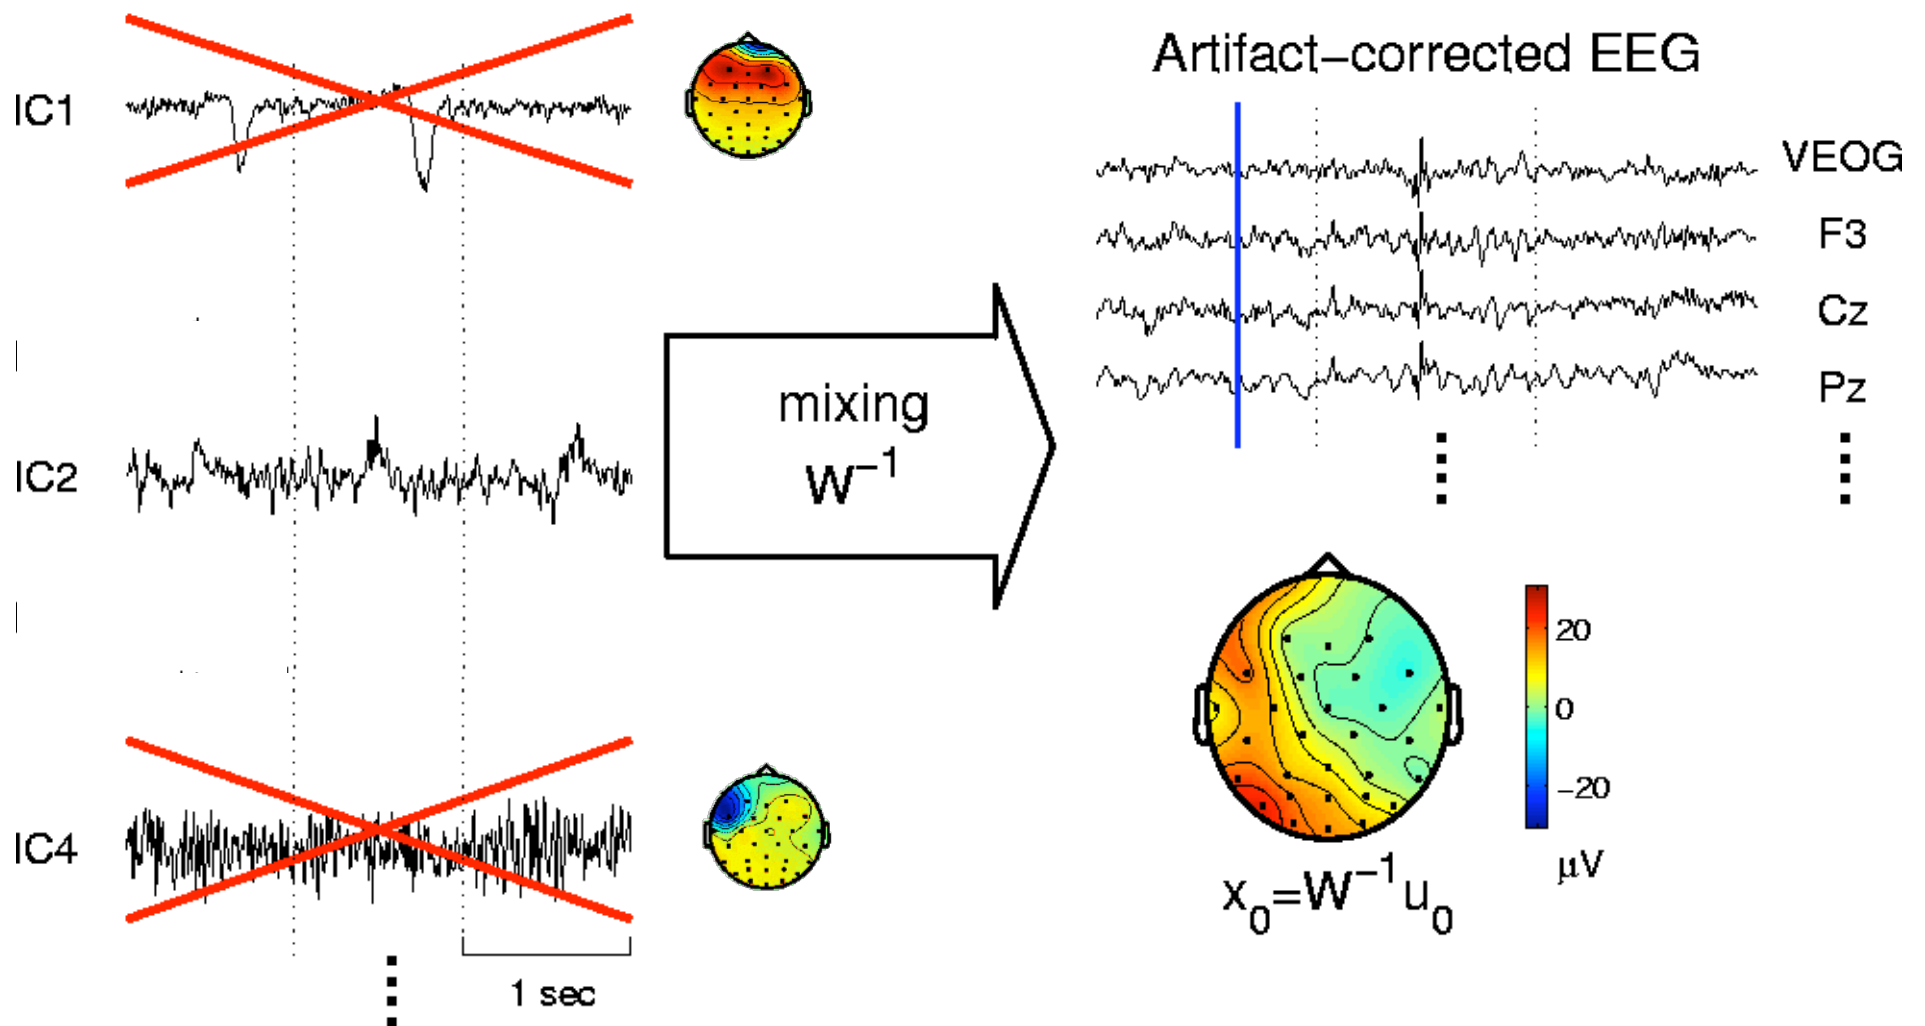 IC1
IC2
IC4
1 sec
mixing
W⁻¹
Artifact-corrected EEG
VEOG
F3
Cz
Pz
20
0
-20
μV
x₀=W⁻¹u₀